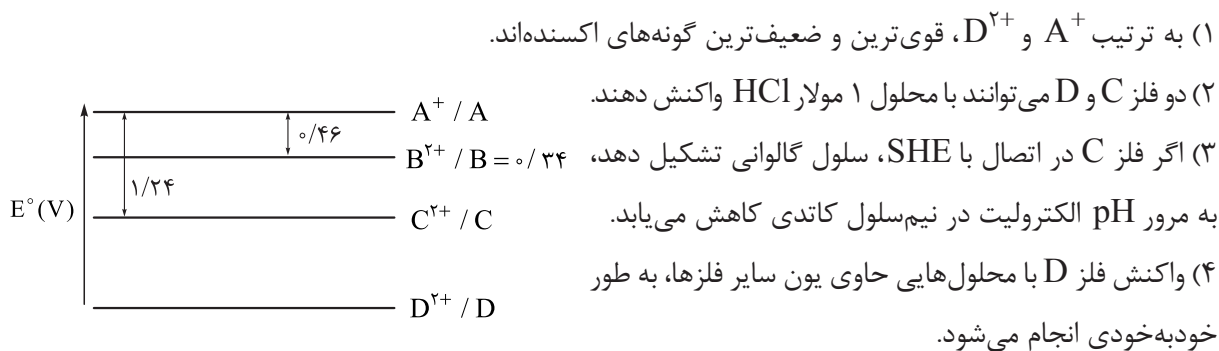 ۱) به ترتیب A⁺ و D²⁺، قوی‌ترین و ضعیف‌ترین گونه‌های اکسنده‌اند.
۲) دو فلز C و D می‌توانند با محلول ۱ مولار HCl واکنش دهند.
۳) اگر فلز C در اتصال با SHE، سلول گالوانی تشکیل دهد،
به مرور pH الکترولیت در نیم‌سلول کاتدی کاهش می‌یابد.
۴) واکنش فلز D با محلول‌هایی حاوی یون سایر فلزها، به طور
خودبه‌خودی انجام می‌شود.
E°(V)
A⁺ / A
۰/۴۶
B²⁺ / B = ۰/۳۴
۱/۲۴
C²⁺ / C
D²⁺ / D